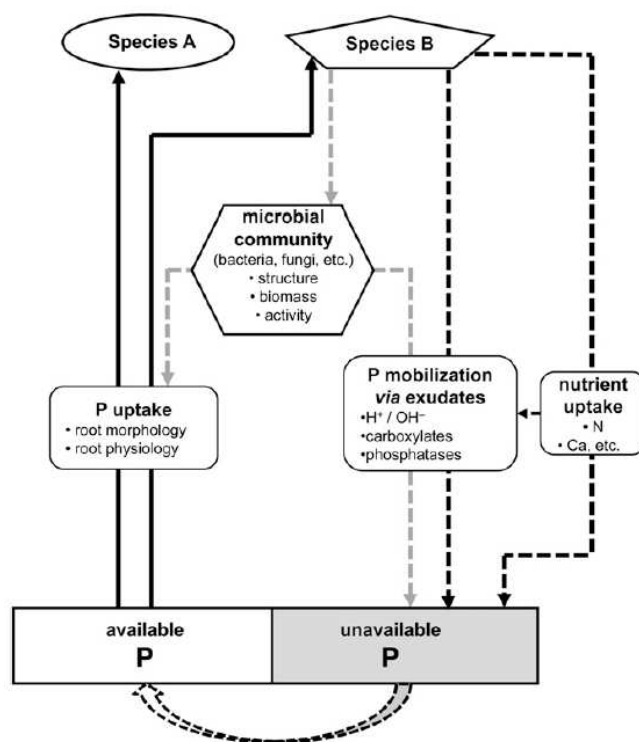 Species A
Species B
microbial
community
(bacteria, fungi, etc.)
• structure
• biomass
• activity
P uptake
• root morphology
• root physiology
P mobilization
via exudates
•H⁺ / OH⁻
•carboxylates
•phosphatases
nutrient
uptake
• N
• Ca, etc.
available
P
unavailable
P